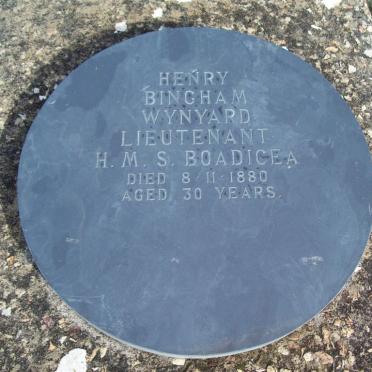 HENRY
BINGHAM
WYNYARD
LIEUTENANT
H.M.S. BOADICEA
DIED 8/11-1880
AGED 30 YEARS.